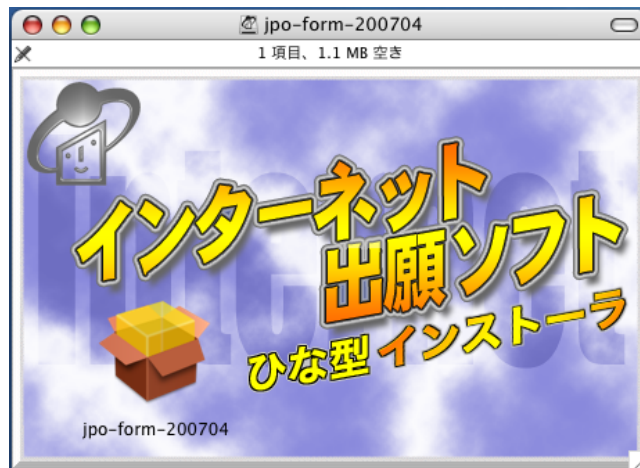 jpo-form-200704
1 項目、1.1 MB 空き
Internet
インターネット
出願ソフト
ひな型 インストーラ
jpo-form-200704